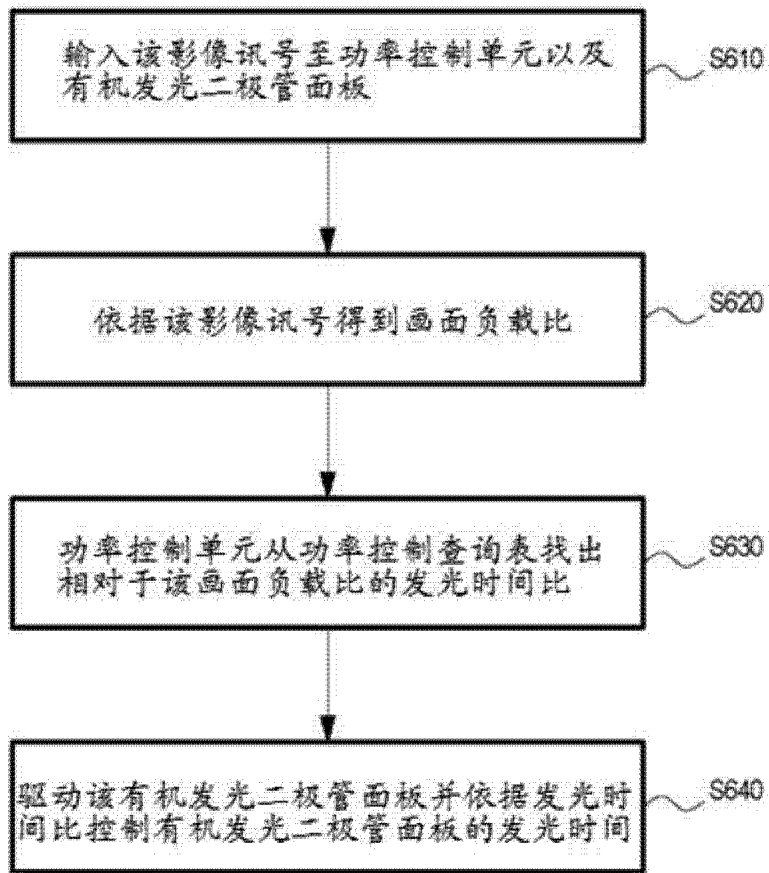 输入该影像讯号至功率控制单元以及
有机发光二极管面板
S610
依据该影像讯号得到画面负载比
S620
功率控制单元从功率控制查询表找出
相对于该画面负载比的发光时间比
S630
驱动该有机发光二极管面板并依据发光时
间比控制有机发光二极管面板的发光时间
S640